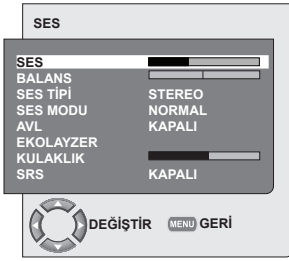 SES
SES
BALANS
SES TİPİ STEREO
SES MODU NORMAL
AVL KAPALI
EKOLAYZER
KULAKLIK
SRS KAPALI
DEĞİŞTİR MENU GERİ